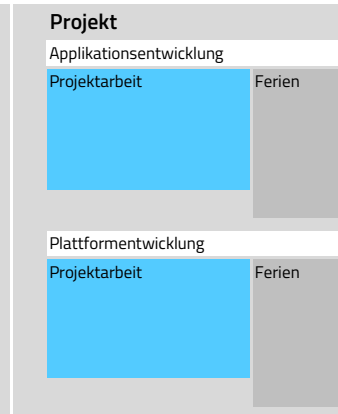 Projekt
Applikationsentwicklung
Projektarbeit
Ferien
Plattformentwicklung
Projektarbeit
Ferien